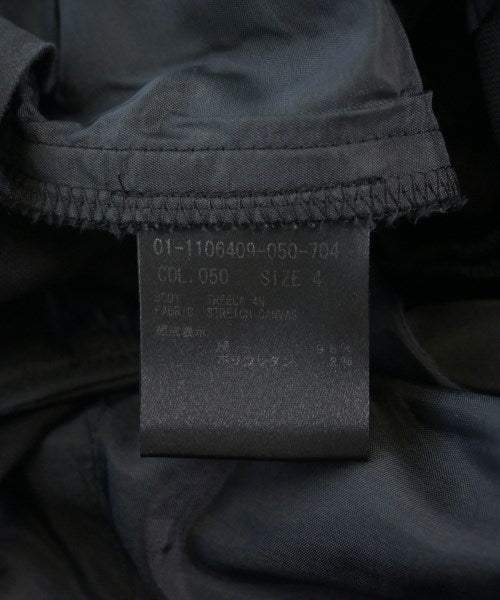 01-1106409-050-704
COL.050 SIZE 4
BODY TREECA 4N
FABRIC STRETCH CANVAS
組成表示
綿 98%
ポリウレタン 2%